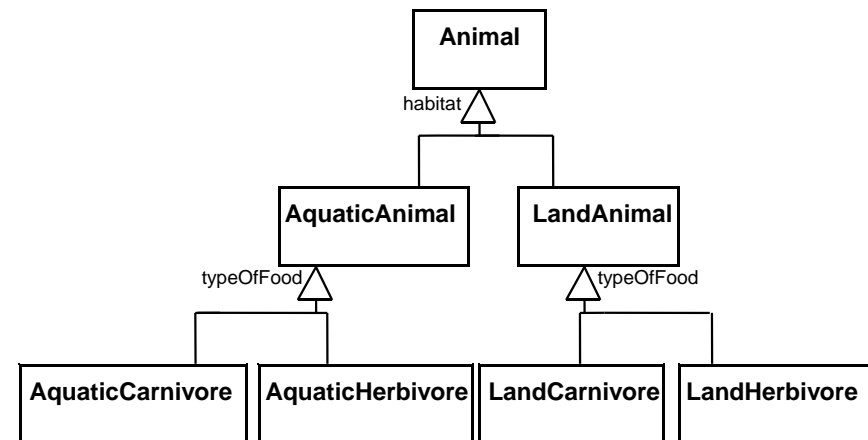 Animal
habitat
AquaticAnimal
LandAnimal
typeOfFood
typeOfFood
AquaticCarnivore
AquaticHerbivore
LandCarnivore
LandHerbivore